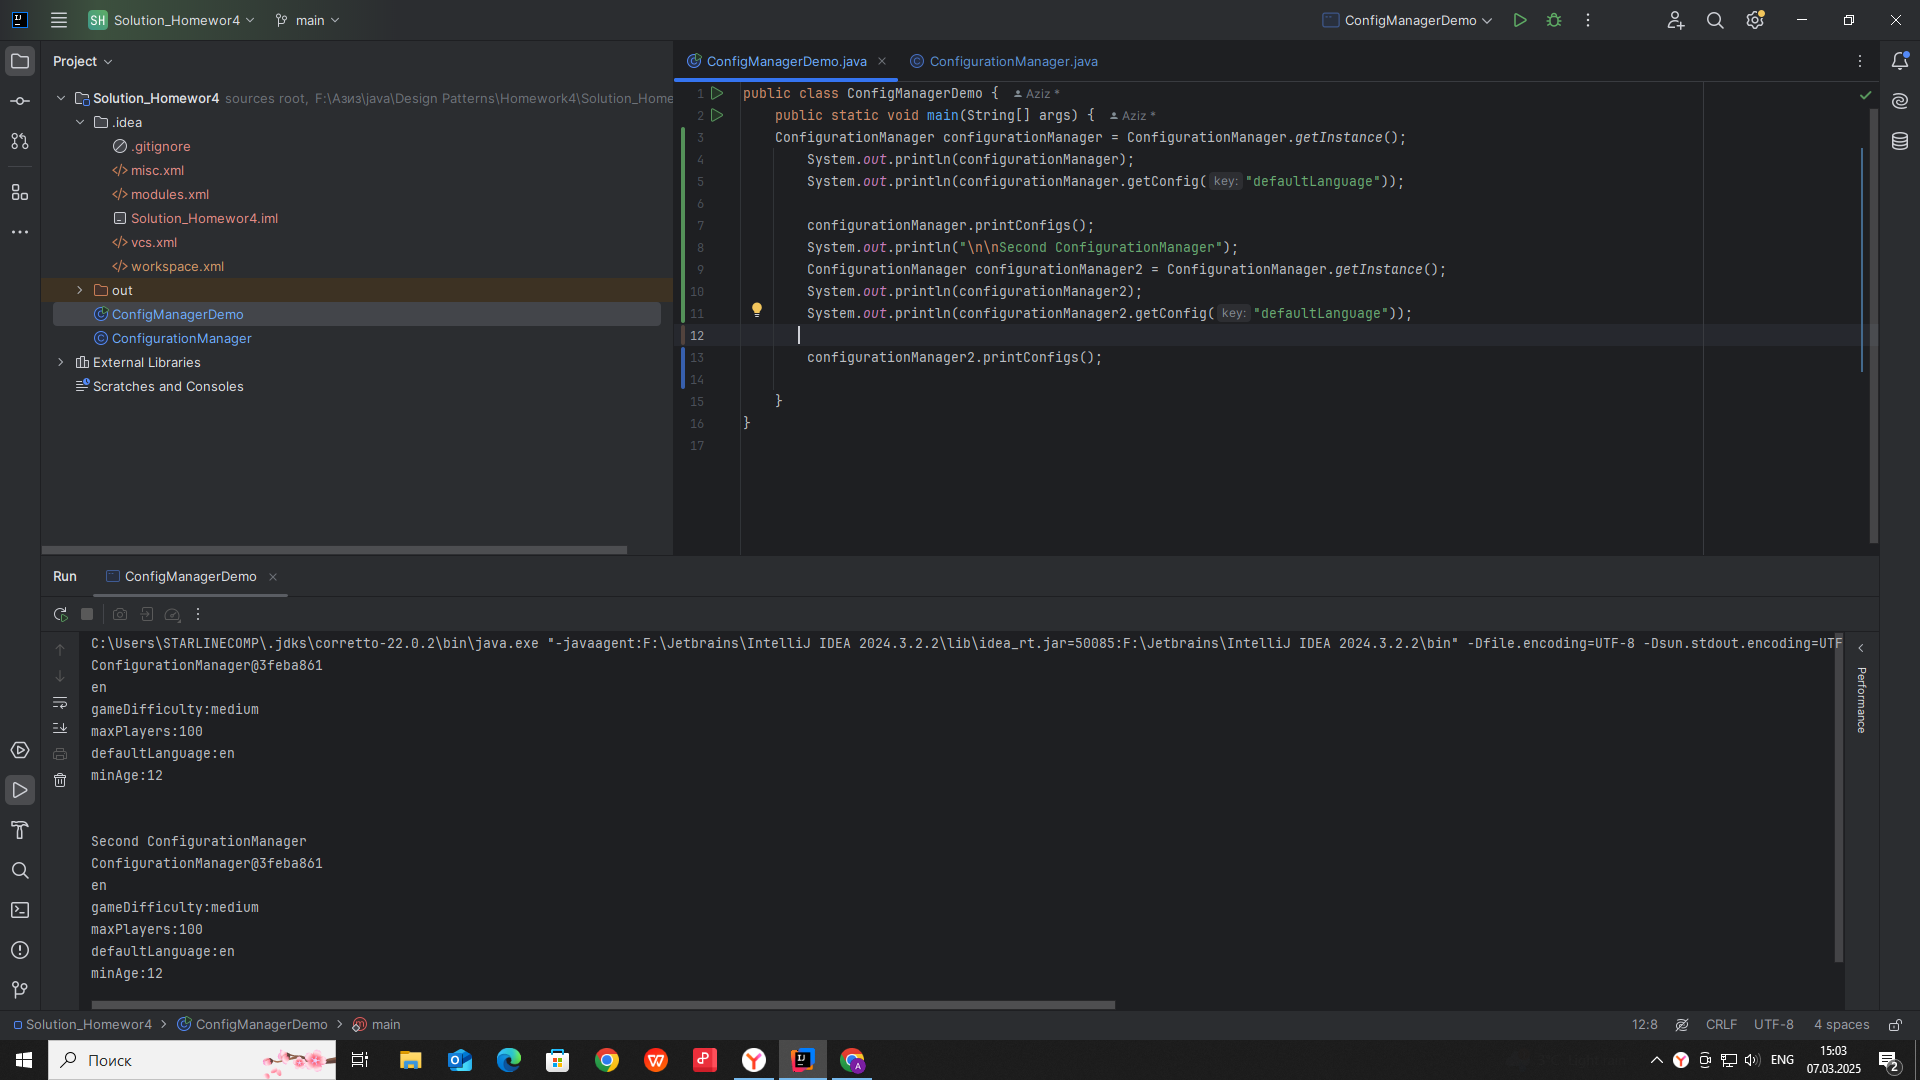 SH Solution_Homewor4 main ConfigManagerDemo
Project
Solution_Homewor4 sources root, F:\Азиз\java\Design Patterns\Homework4\Solution_Home
.idea
.gitignore
misc.xml
modules.xml
Solution_Homewor4.iml
vcs.xml
workspace.xml
out
ConfigManagerDemo
ConfigurationManager
External Libraries
Scratches and Consoles
ConfigManagerDemo.java ConfigurationManager.java
1 public class ConfigManagerDemo { Aziz *
2 public static void main(String[] args) { Aziz *
3 ConfigurationManager configurationManager = ConfigurationManager.getInstance();
4 System.out.println(configurationManager);
5 System.out.println(configurationManager.getConfig( key: "defaultLanguage"));
6
7 configurationManager.printConfigs();
8 System.out.println("\n\nSecond ConfigurationManager");
9 ConfigurationManager configurationManager2 = ConfigurationManager.getInstance();
10 System.out.println(configurationManager2);
11 System.out.println(configurationManager2.getConfig( key: "defaultLanguage"));
12
13 configurationManager2.printConfigs();
14
15 }
16 }
17
Run ConfigManagerDemo
C:\Users\STARLINECOMP\.jdks\corretto-22.0.2\bin\java.exe "-javaagent:F:\Jetbrains\IntelliJ IDEA 2024.3.2.2\lib\idea_rt.jar=50085:F:\Jetbrains\IntelliJ IDEA 2024.3.2.2\bin" -Dfile.encoding=UTF-8 -Dsun.stdout.encoding=UTF
ConfigurationManager@3feba861
en
gameDifficulty:medium
maxPlayers:100
defaultLanguage:en
minAge:12
Second ConfigurationManager
ConfigurationManager@3feba861
en
gameDifficulty:medium
maxPlayers:100
defaultLanguage:en
minAge:12
Performance
Solution_Homewor4 ConfigManagerDemo main 12:8 CRLF UTF-8 4 spaces
Поиск
ENG
15:03
07.03.2025
2